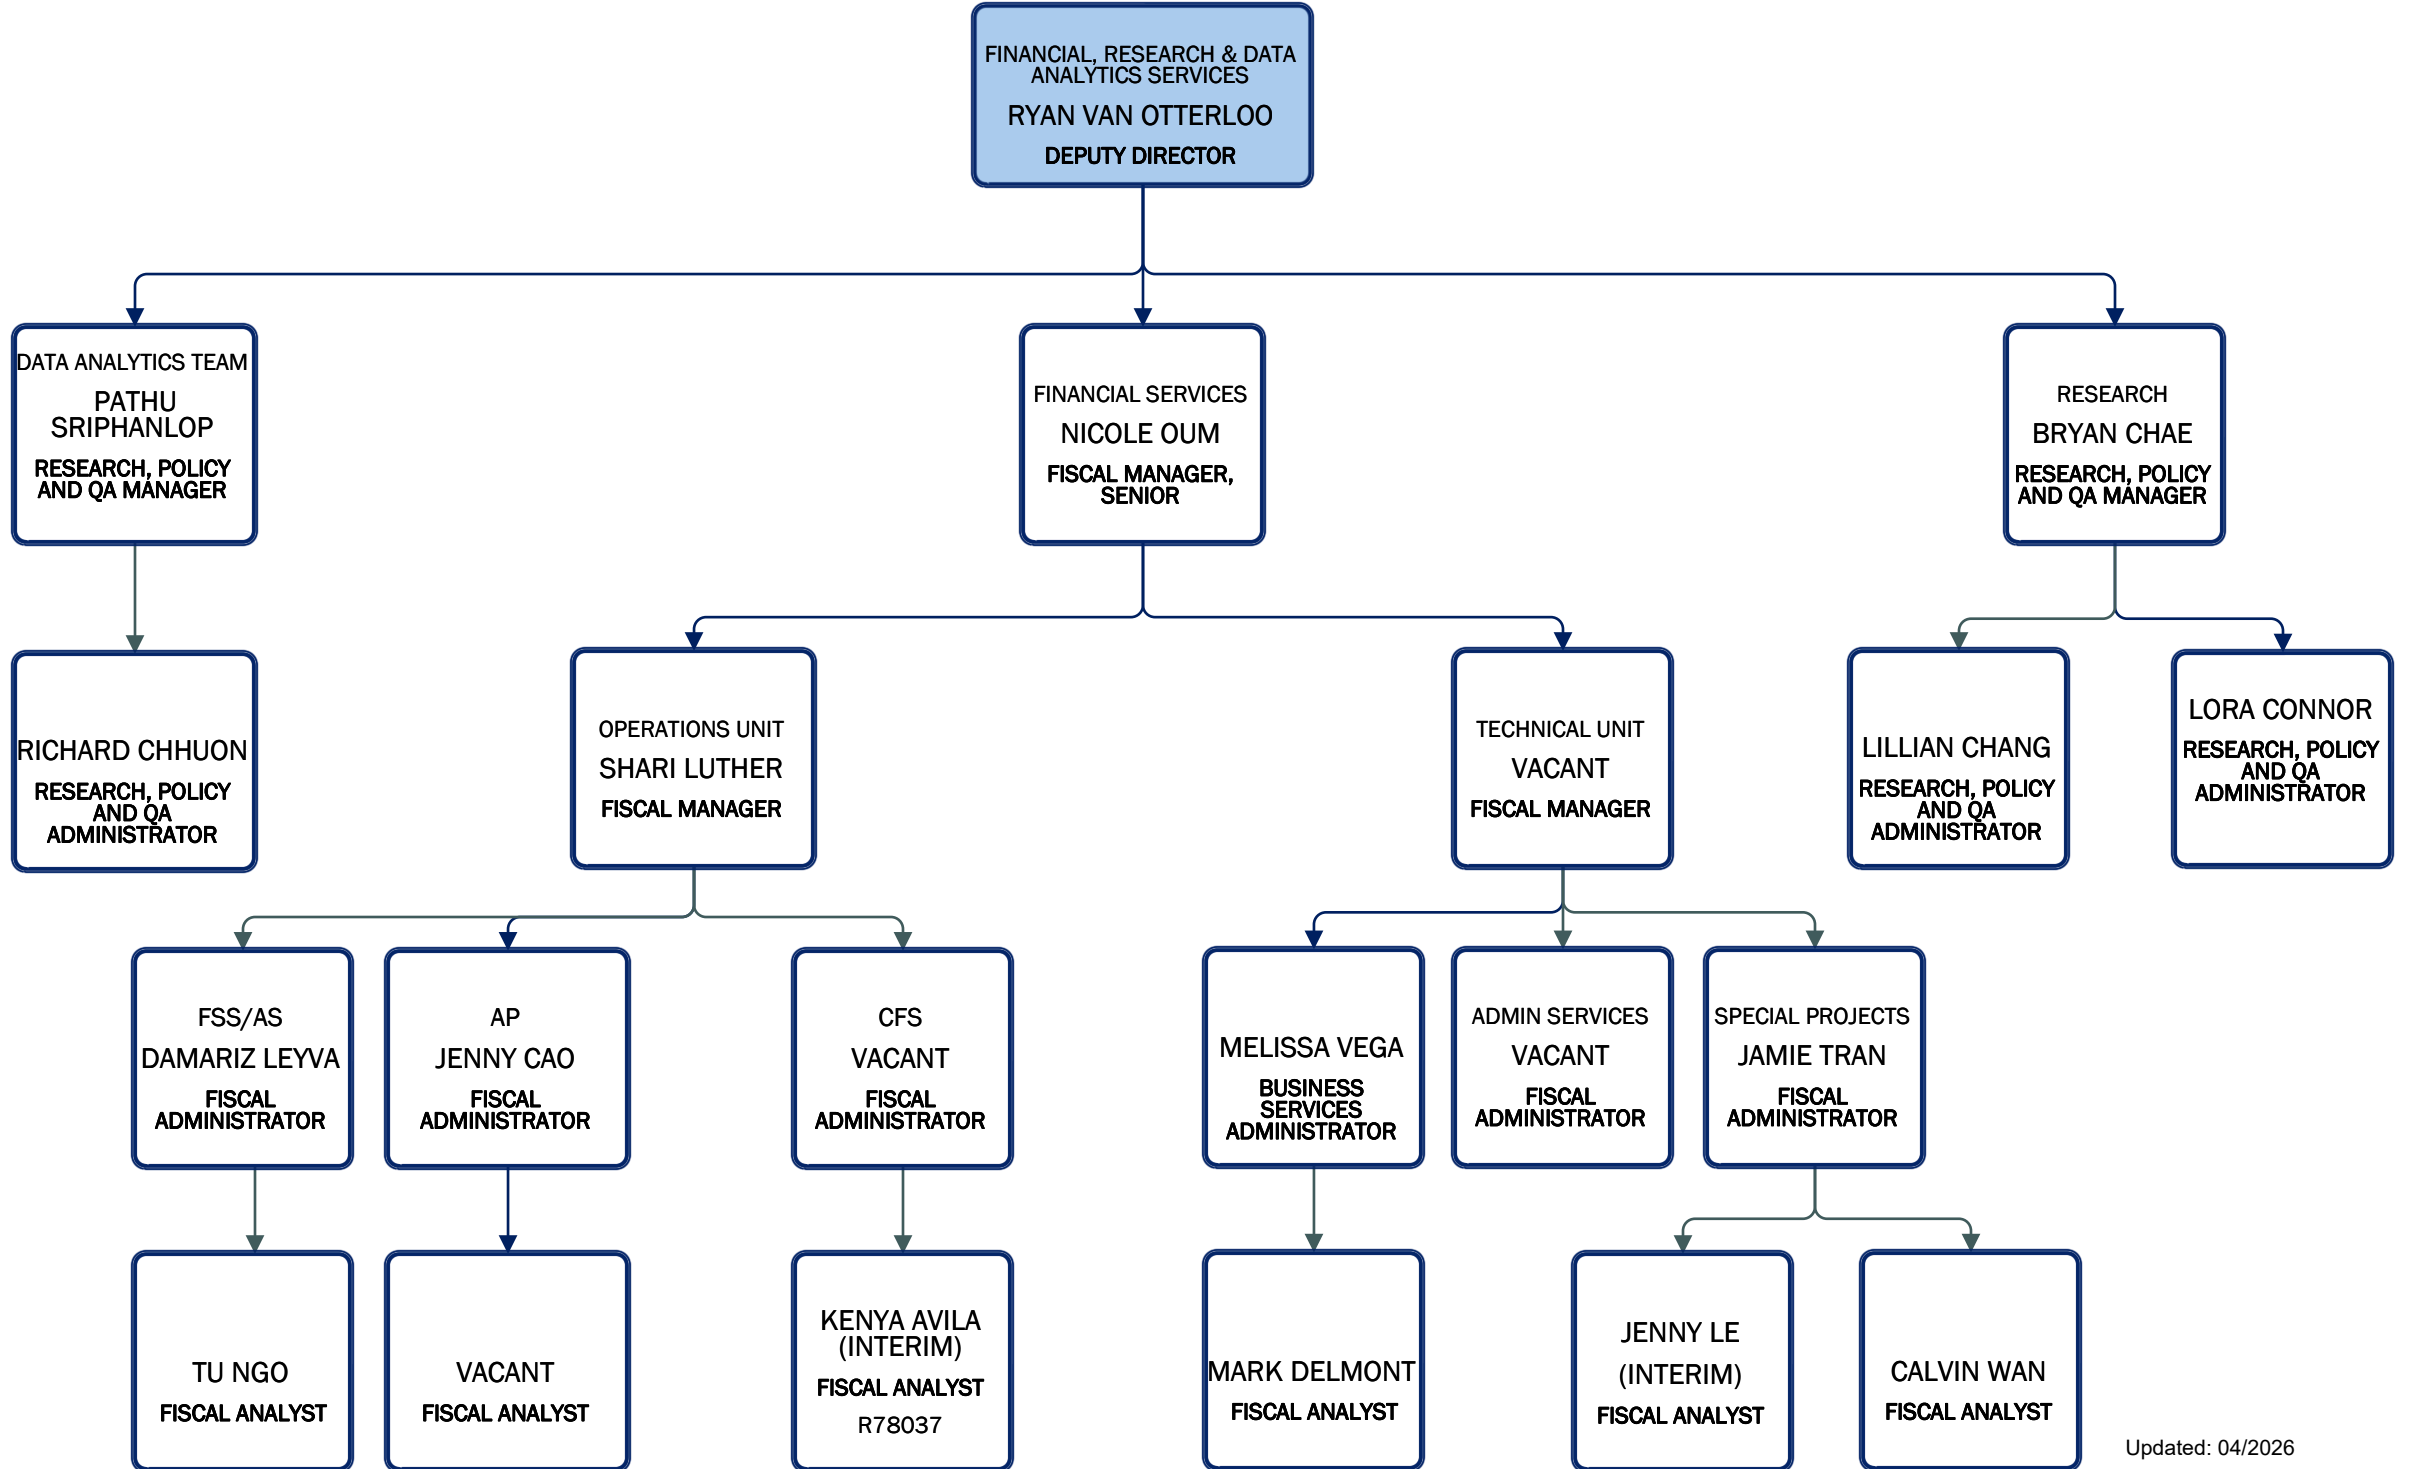 FINANCIAL, RESEARCH & DATA
ANALYTICS SERVICES
RYAN VAN OTTERLOO
DEPUTY DIRECTOR
DATA ANALYTICS TEAM
PATHU
SRIPHANLOP
RESEARCH, POLICY
AND QA MANAGER
FINANCIAL SERVICES
NICOLE OUM
FISCAL MANAGER,
SENIOR
RESEARCH
BRYAN CHAE
RESEARCH, POLICY
AND QA MANAGER
RICHARD CHHUON
RESEARCH, POLICY
AND QA
ADMINISTRATOR
OPERATIONS UNIT
SHARI LUTHER
FISCAL MANAGER
TECHNICAL UNIT
VACANT
FISCAL MANAGER
LILLIAN CHANG
RESEARCH, POLICY
AND QA
ADMINISTRATOR
LORA CONNOR
RESEARCH, POLICY
AND QA
ADMINISTRATOR
FSS/AS
DAMARIZ LEYVA
FISCAL
ADMINISTRATOR
AP
JENNY CAO
FISCAL
ADMINISTRATOR
CFS
VACANT
FISCAL
ADMINISTRATOR
MELISSA VEGA
BUSINESS
SERVICES
ADMINISTRATOR
ADMIN SERVICES
VACANT
FISCAL
ADMINISTRATOR
SPECIAL PROJECTS
JAMIE TRAN
FISCAL
ADMINISTRATOR
TU NGO
FISCAL ANALYST
VACANT
FISCAL ANALYST
KENYA AVILA
(INTERIM)
FISCAL ANALYST
R78037
MARK DELMONT
FISCAL ANALYST
JENNY LE
(INTERIM)
FISCAL ANALYST
CALVIN WAN
FISCAL ANALYST
Updated: 04/2026